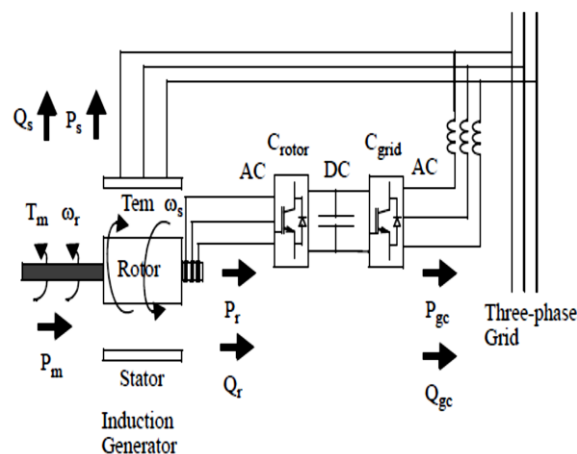 Qs Ps
Crotor Cgrid
AC DC AC
Tm ωr Tem ωs
Rotor
Pm
Pr Pgc
Three-phase
Grid
Stator
Qr Qgc
Induction
Generator